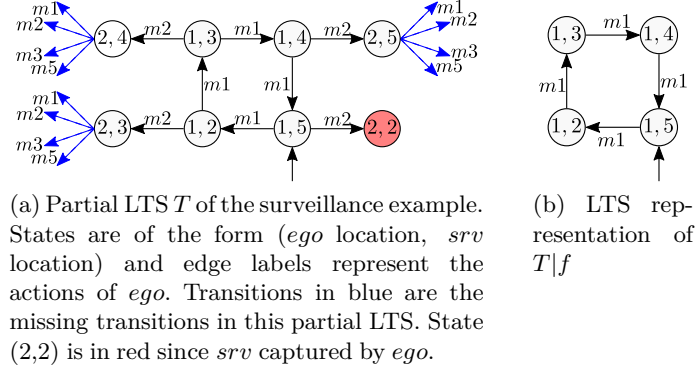 m1 m1
m2 m2 m1 m2 m2 m1
2, 4 1, 3 1, 4 2, 5 1, 3 1, 4
m3 m3
m5 m5
m1 m1 m1 m1
m1
m2 m2 m1 m2
2, 3 1, 2 1, 5 2, 2 1, 2 1, 5
m3 m1
m5
(a) Partial LTS T of the surveillance example.
States are of the form (ego location, srv
location) and edge labels represent the
actions of ego. Transitions in blue are the
missing transitions in this partial LTS. State
(2,2) is in red since srv captured by ego.
(b) LTS rep-
resentation of
T|f